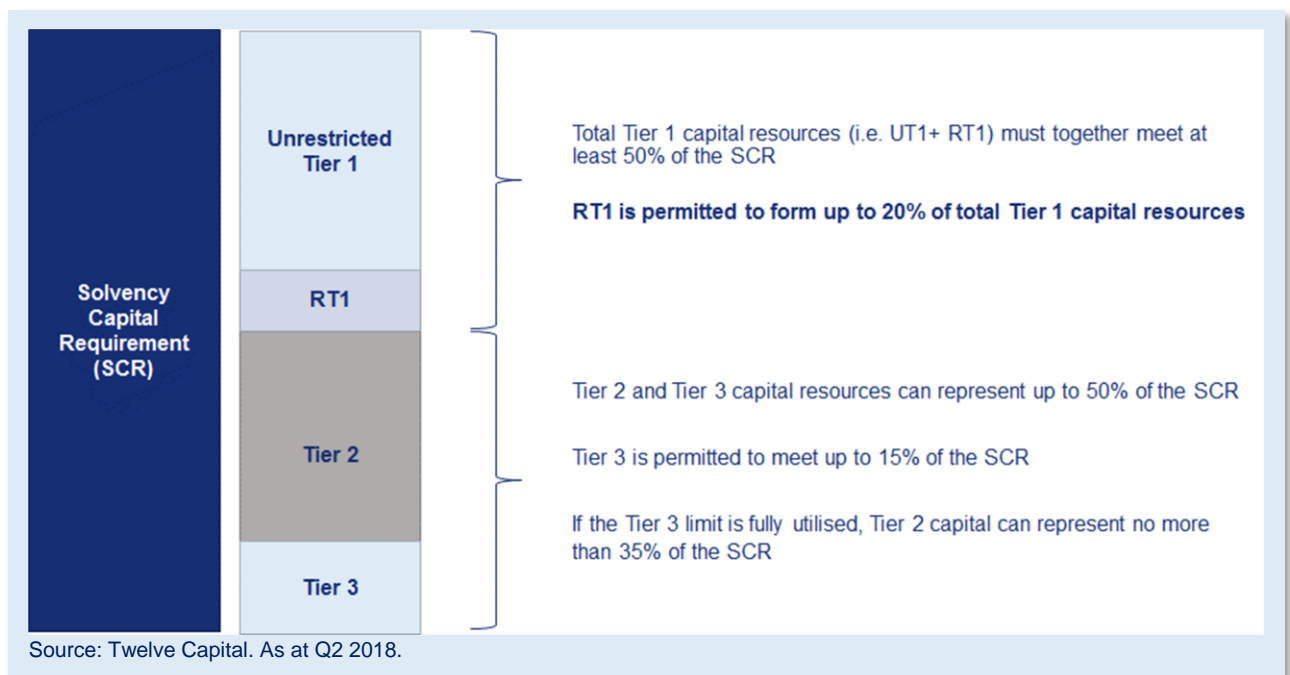 Solvency
Capital
Requirement
(SCR)
Unrestricted
Tier 1
RT1
Tier 2
Tier 3
Total Tier 1 capital resources (i.e. UT1+ RT1) must together meet at
least 50% of the SCR
RT1 is permitted to form up to 20% of total Tier 1 capital resources
Tier 2 and Tier 3 capital resources can represent up to 50% of the SCR
Tier 3 is permitted to meet up to 15% of the SCR
If the Tier 3 limit is fully utilised, Tier 2 capital can represent no more
than 35% of the SCR
Source: Twelve Capital. As at Q2 2018.